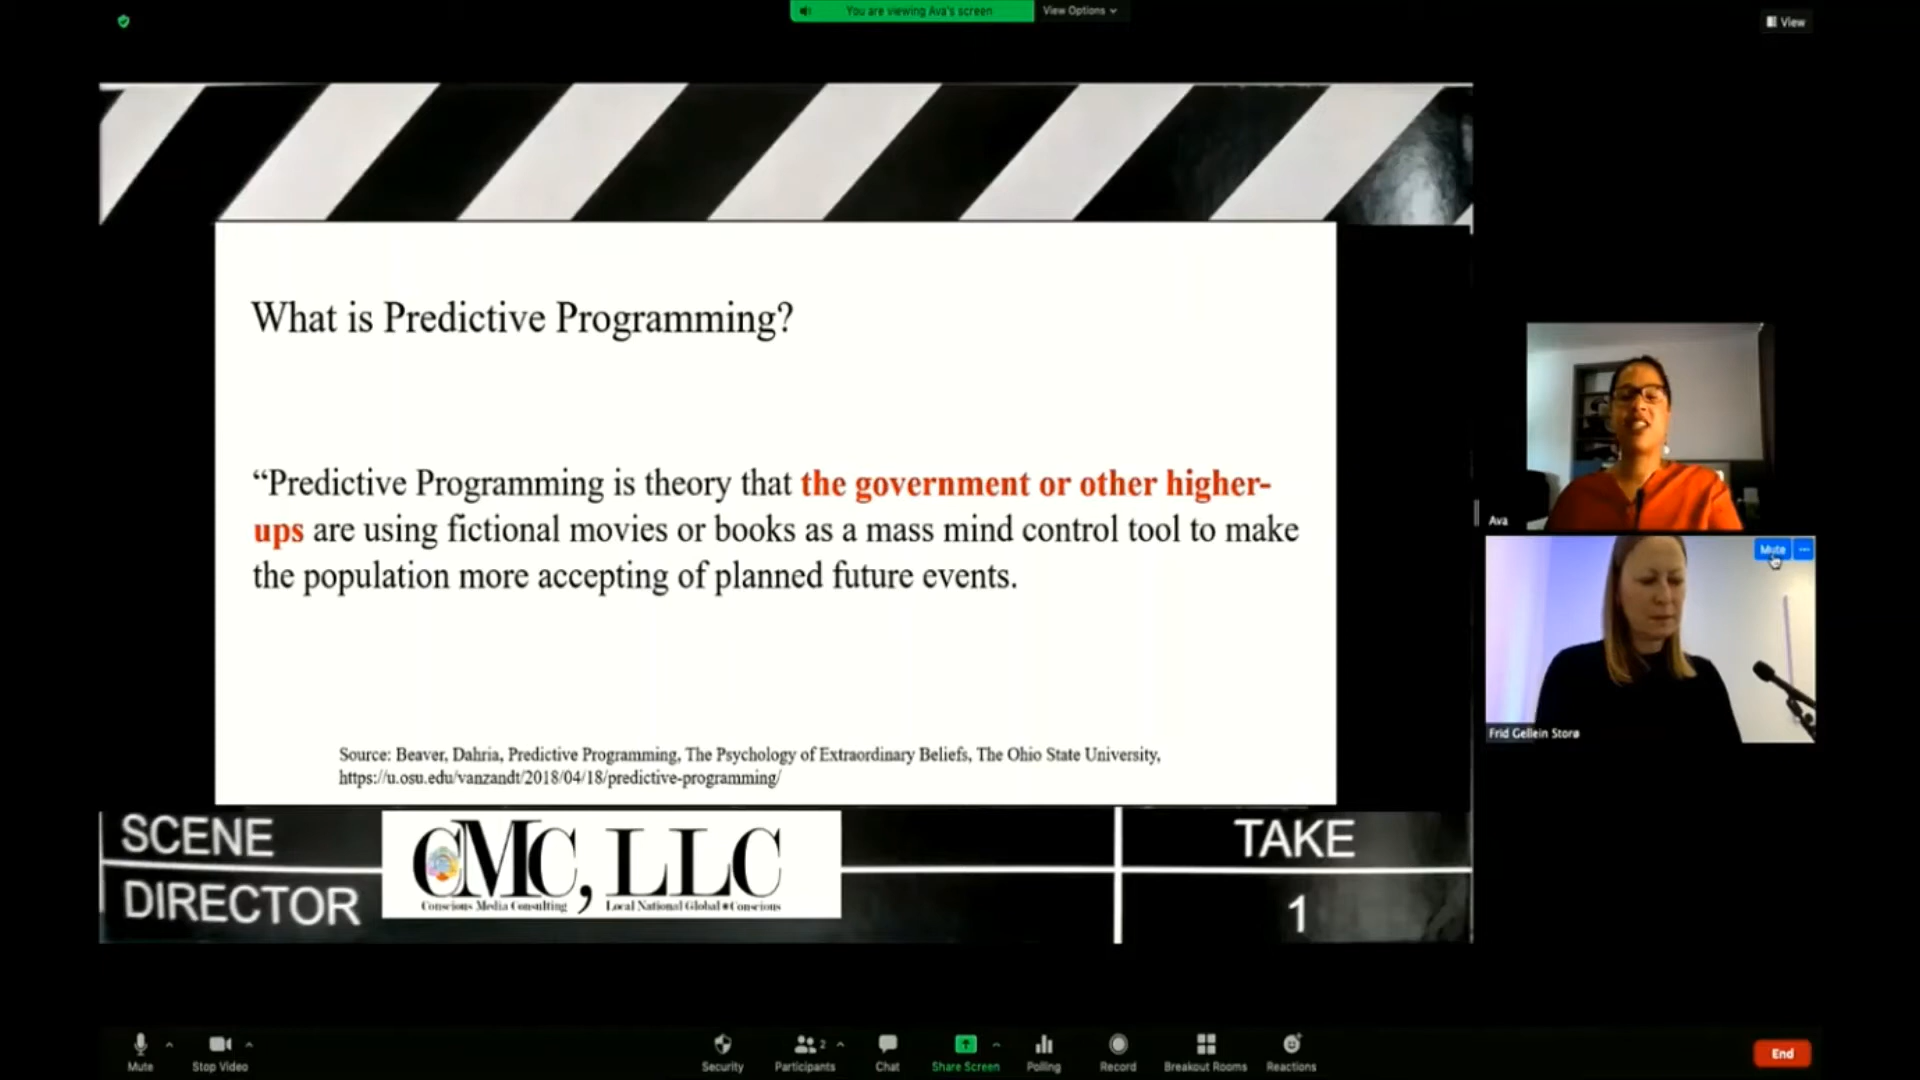 You are viewing Ava's screen
View Options
View
What is Predictive Programming?
“Predictive Programming is theory that the government or other higher-
ups are using fictional movies or books as a mass mind control tool to make
the population more accepting of planned future events.
Source: Beaver, Dahria, Predictive Programming, The Psychology of Extraordinary Beliefs, The Ohio State University,
https://u.osu.edu/vanzandt/2018/04/18/predictive-programming/
Ava
Mute
Frid Gellein Storø
SCENE
DIRECTOR
CMC, LLC
Conscious Media Consulting
Local National Global Conscious
TAKE
1
Mute
Stop Video
Security
Participants
2
Chat
Share Screen
Polling
Record
Breakout Rooms
Reactions
End